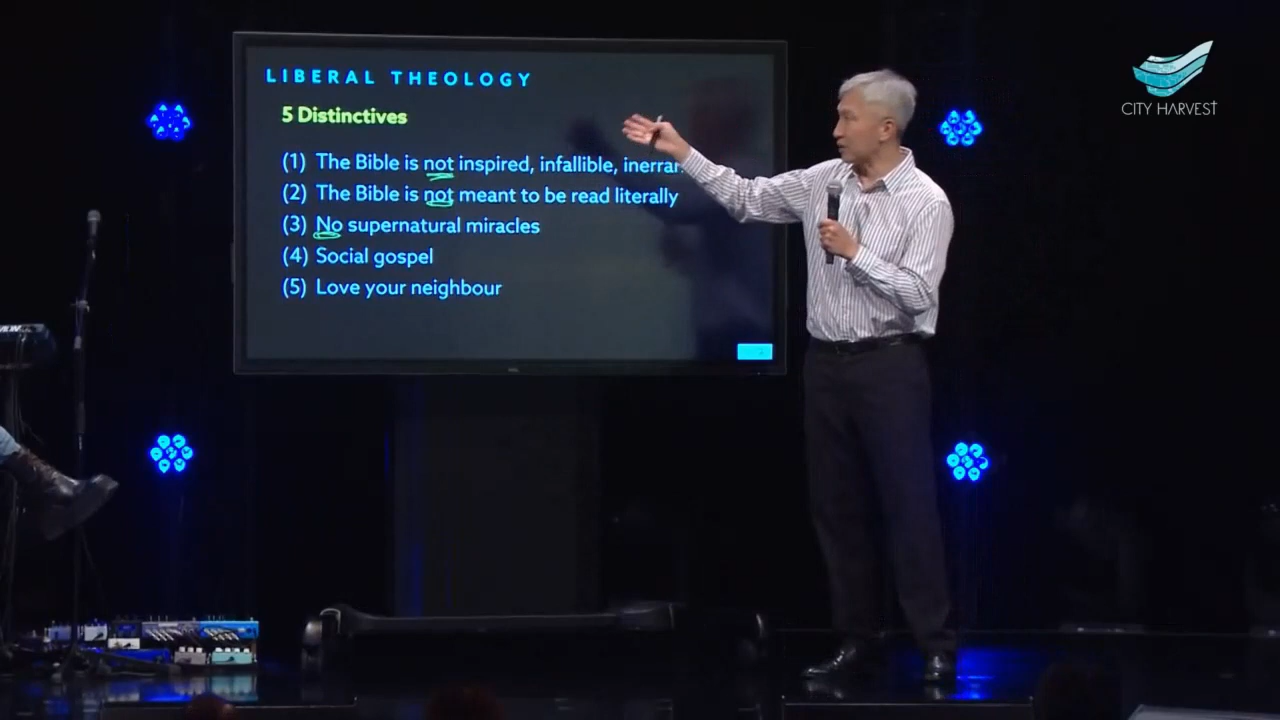 LIBERAL THEOLOGY
5 Distinctives
(1) The Bible is not inspired, infallible,
(2) The Bible is not meant to be read literally
(3) No supernatural miracles
(4) Social gospel
(5) Love your neighbour
CITY HARVEST